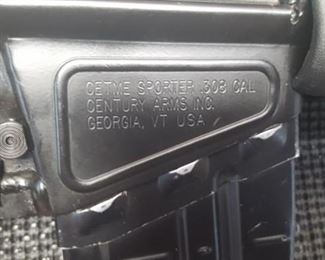 CETME SPORTER .308 CAL
CENTURY ARMS INC.
GEORGIA, VT USA